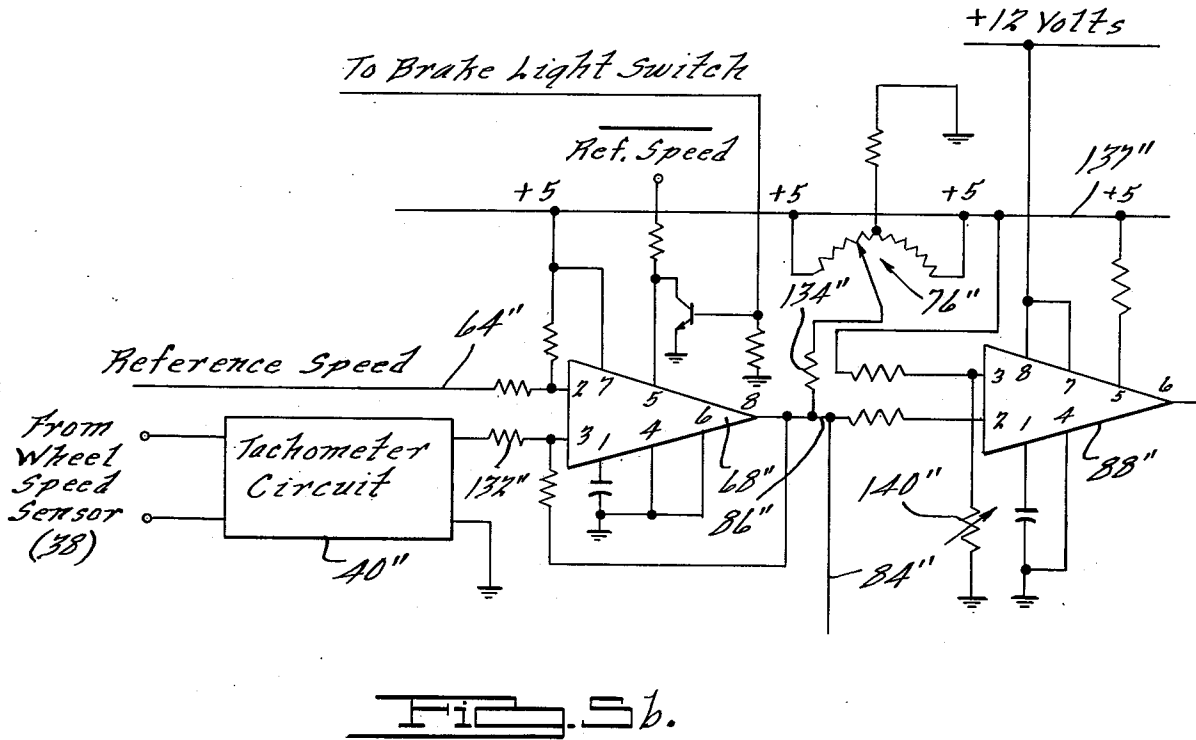 +12 Volts
To Brake Light Switch
Ref. Speed
137"
+5
+5
+5
+5
134"
76"
64"
Reference Speed
2
7
5
8
6
3
1
4
3
8
7
5
6
2
1
4
From
Wheel
Speed
Sensor
(38)
Tachometer
Circuit
132"
68"
86"
88"
140"
40"
84"
Fig. 5b.